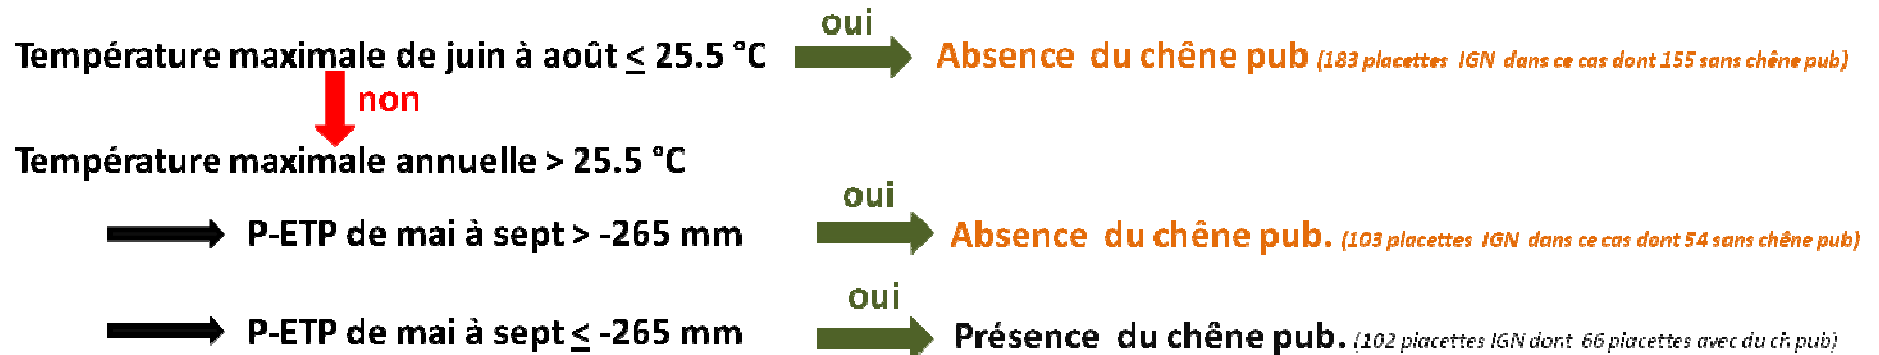 oui
Température maximale de juin à août ≤ 25.5 °C Absence du chêne pub (183 placettes IGN dans ce cas dont 155 sans chêne pub)
non
Température maximale annuelle > 25.5 °C
oui
P-ETP de mai à sept > -265 mm Absence du chêne pub. (103 placettes IGN dans ce cas dont 54 sans chêne pub)
oui
P-ETP de mai à sept ≤ -265 mm Présence du chêne pub. (102 placettes IGN dont 66 placettes avec du ch pub)